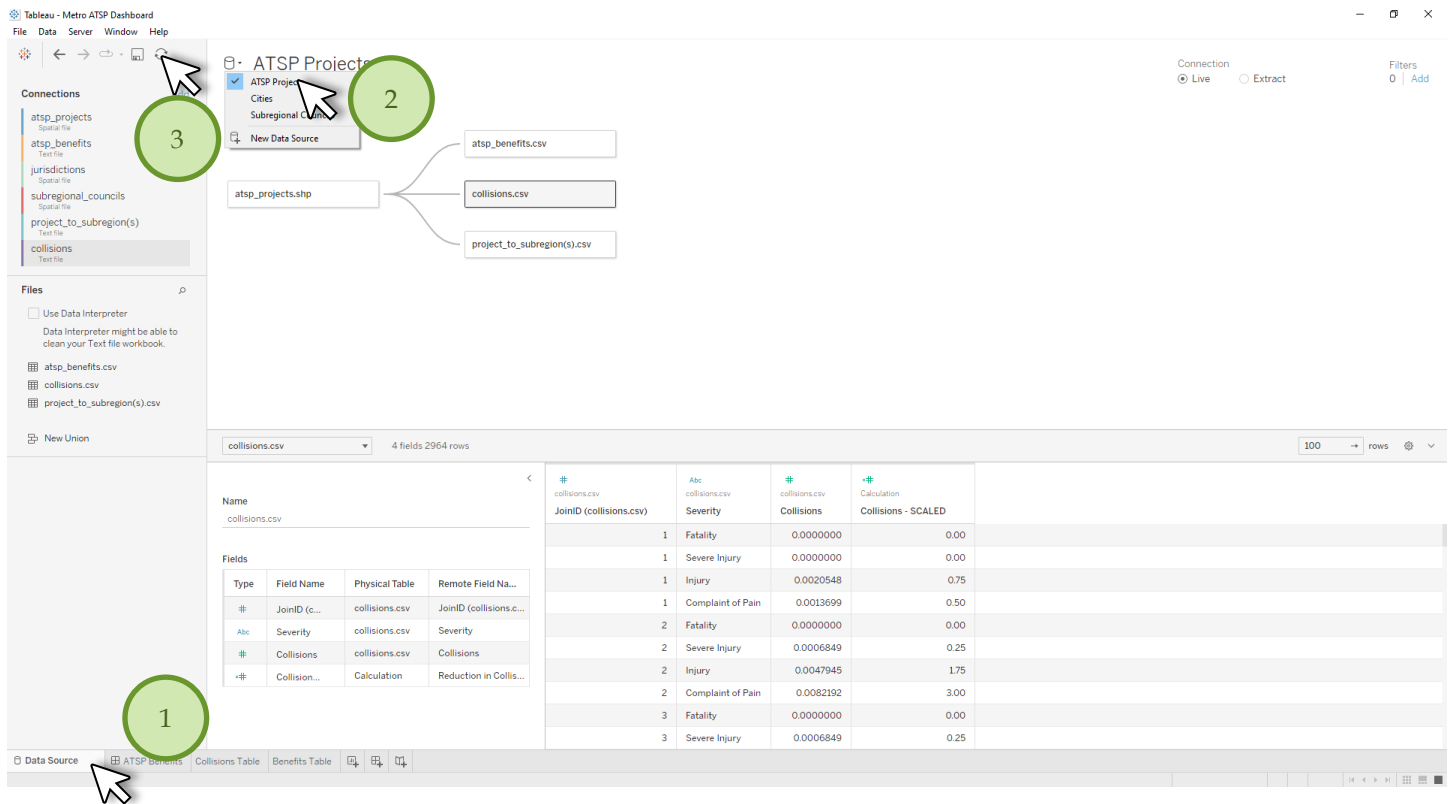 Tableau - Metro ATSP Dashboard
File Data Server Window Help
ATSP Projects
Connection
Live Extract
Filters
0 Add
Connections
atsp_projects
Spatial file
atsp_benefits
Text file
jurisdictions
Spatial file
subregional_councils
Spatial file
project_to_subregion(s)
Text file
collisions
Text file
3
2
Cities
Subregional
New Data Source
atsp_projects.shp
atsp_benefits.csv
collisions.csv
project_to_subregion(s).csv
Files
Use Data Interpreter
Data Interpreter might be able to
clean your Text file workbook.
atsp_benefits.csv
collisions.csv
project_to_subregion(s).csv
New Union
collisions.csv 4 fields 2964 rows
100 rows
Name
collisions.csv
Fields
Type Field Name Physical Table Remote Field Na...
# JoinID (c... collisions.csv JoinID (collisions.c...
Abc Severity collisions.csv Severity
# Collisions collisions.csv Collisions
=# Collision... Calculation Reduction in Collis...
# Abc # =#
collisions.csv collisions.csv collisions.csv Calculation
JoinID (collisions.csv) Severity Collisions Collisions - SCALED
1 Fatality 0.0000000 0.00
1 Severe Injury 0.0000000 0.00
1 Injury 0.0020548 0.75
1 Complaint of Pain 0.0013699 0.50
2 Fatality 0.0000000 0.00
2 Severe Injury 0.0006849 0.25
2 Injury 0.0047945 1.75
2 Complaint of Pain 0.0082192 3.00
3 Fatality 0.0000000 0.00
3 Severe Injury 0.0006849 0.25
1
Data Source ATSP Benefits Collisions Table Benefits Table